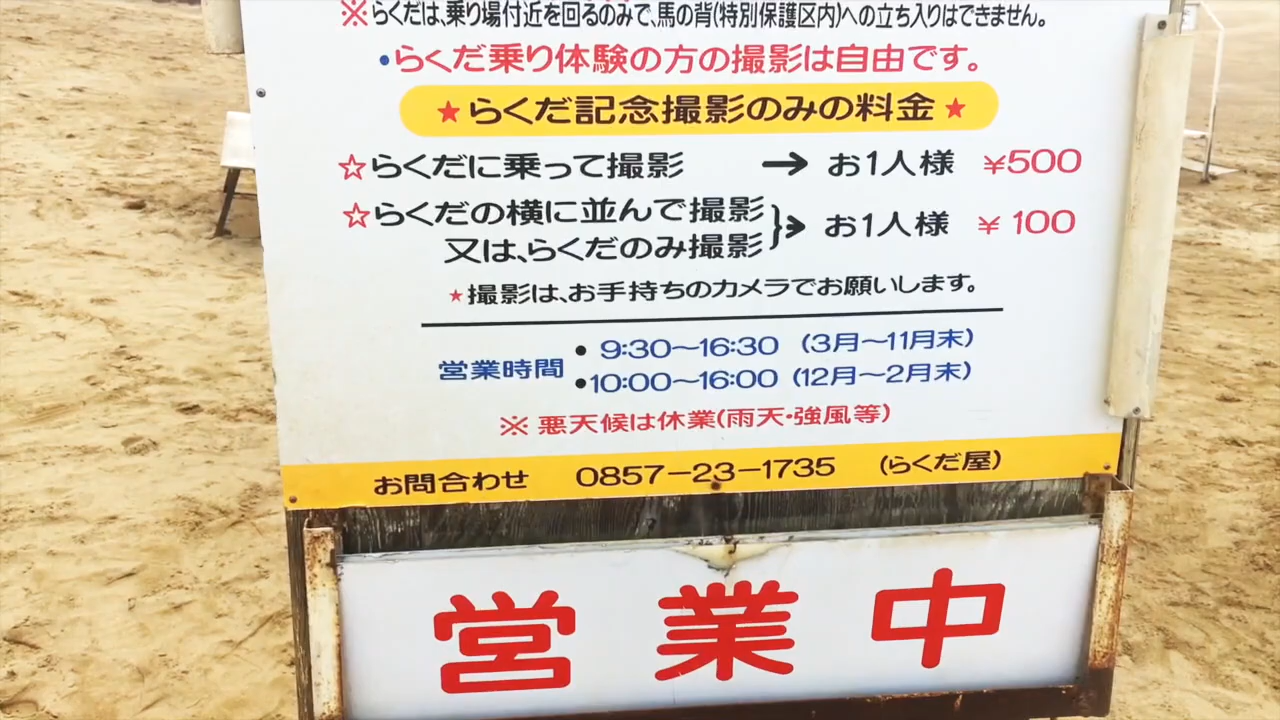 ※らくだは、乗り場付近を回るのみで、馬の背(特別保護区内)への立ち入りはできません。
•らくだ乗り体験の方の撮影は自由です。
★らくだ記念撮影のみの料金★
☆らくだに乗って撮影 → お1人様 ¥500
☆らくだの横に並んで撮影
又は、らくだのみ撮影 } お1人様 ¥100
★撮影は、お手持ちのカメラでお願いします。
営業時間 • 9:30〜16:30 (3月〜11月末)
•10:00〜16:00 (12月〜2月末)
※ 悪天候は休業(雨天・強風等)
お問合わせ 0857-23-1735 (らくだ屋)
営業中